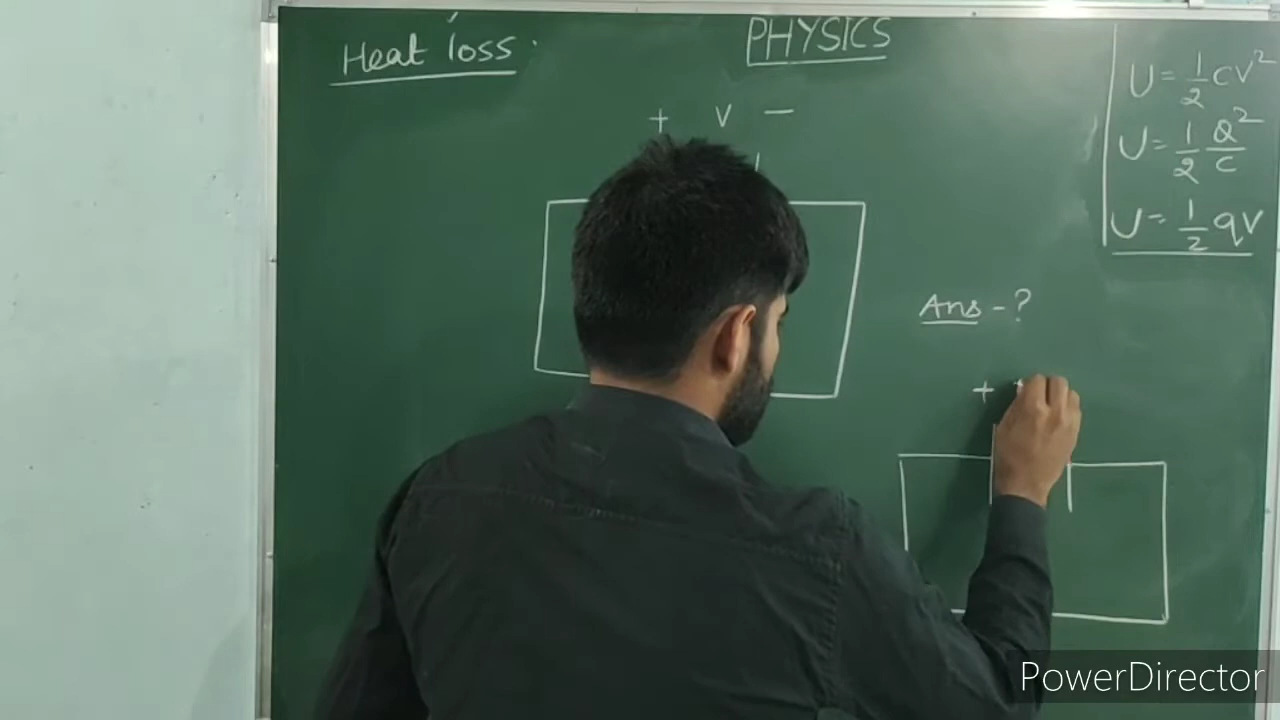 Heat loss.
PHYSICS
+ V −
U = 1/2 CV²
U = 1/2 Q²/C
U = 1/2 qV
Ans - ?
+
PowerDirector